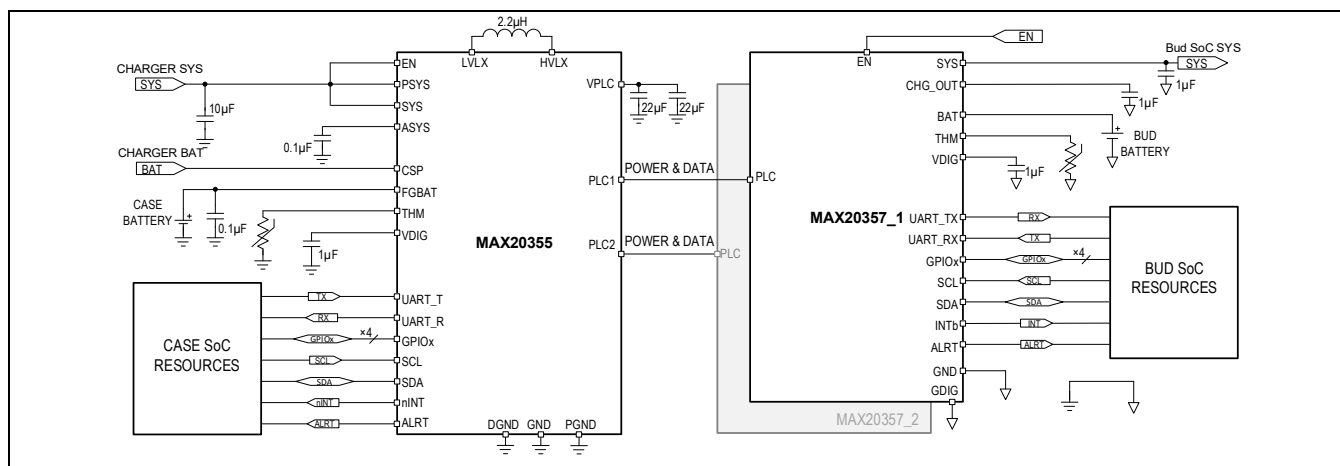 2.2µH
LVLX HVLX
CHARGER SYS
SYS
10µF
EN
PSYS
SYS
ASYS
0.1µF
CHARGER BAT
BAT
CSP
FGBAT
CASE
BATTERY
+
0.1µF
THM
VDIG
1µF
MAX20355
VPLC
22µF 22µF
PLC1
POWER & DATA
PLC2
POWER & DATA
CASE SoC
RESOURCES
TX
UART_T
RX
UART_R
GPIOx
×4
GPIOx
SCL
SCL
SDA
SDA
nINT
nINT
ALRT
ALRT
DGND GND PGND
EN
EN
PLC
PLC
MAX20357_1
MAX20357_2
SYS
Bud SoC SYS
SYS
1µF
CHG_OUT
1µF
BAT
+
BUD
BATTERY
THM
VDIG
1µF
UART_TX
RX
UART_RX
TX
GPIOx
GPIOx
×4
SCL
SCL
SDA
SDA
INTb
INT
ALRT
ALRT
GND
GDIG
BUD SoC
RESOURCES